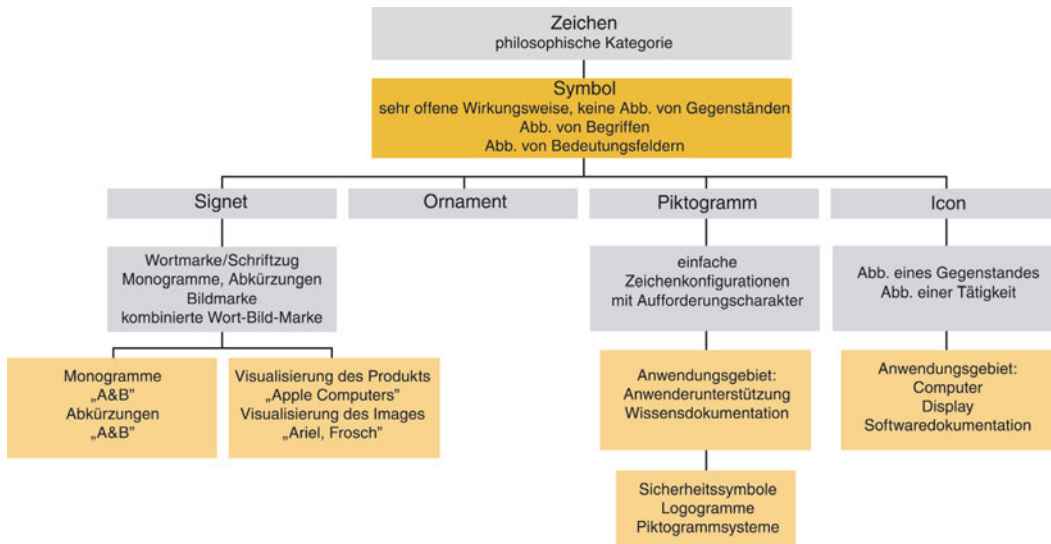 Zeichen
philosophische Kategorie
Symbol
sehr offene Wirkungsweise, keine Abb. von Gegenständen
Abb. von Begriffen
Abb. von Bedeutungsfeldern
Signet
Ornament
Piktogramm
Icon
Wortmarke/Schriftzug
Monogramme, Abkürzungen
Bildmarke
kombinierte Wort-Bild-Marke
einfache
Zeichenkonfigurationen
mit Aufforderungscharakter
Abb. eines Gegenstandes
Abb. einer Tätigkeit
Monogramme
„A&B”
Abkürzungen
„A&B”
Visualisierung des Produkts
„Apple Computers”
Visualisierung des Images
„Ariel, Frosch”
Anwendungsgebiet:
Anwenderunterstützung
Wissensdokumentation
Anwendungsgebiet:
Computer
Display
Softwaredokumentation
Sicherheitssymbole
Logogramme
Piktogrammsysteme